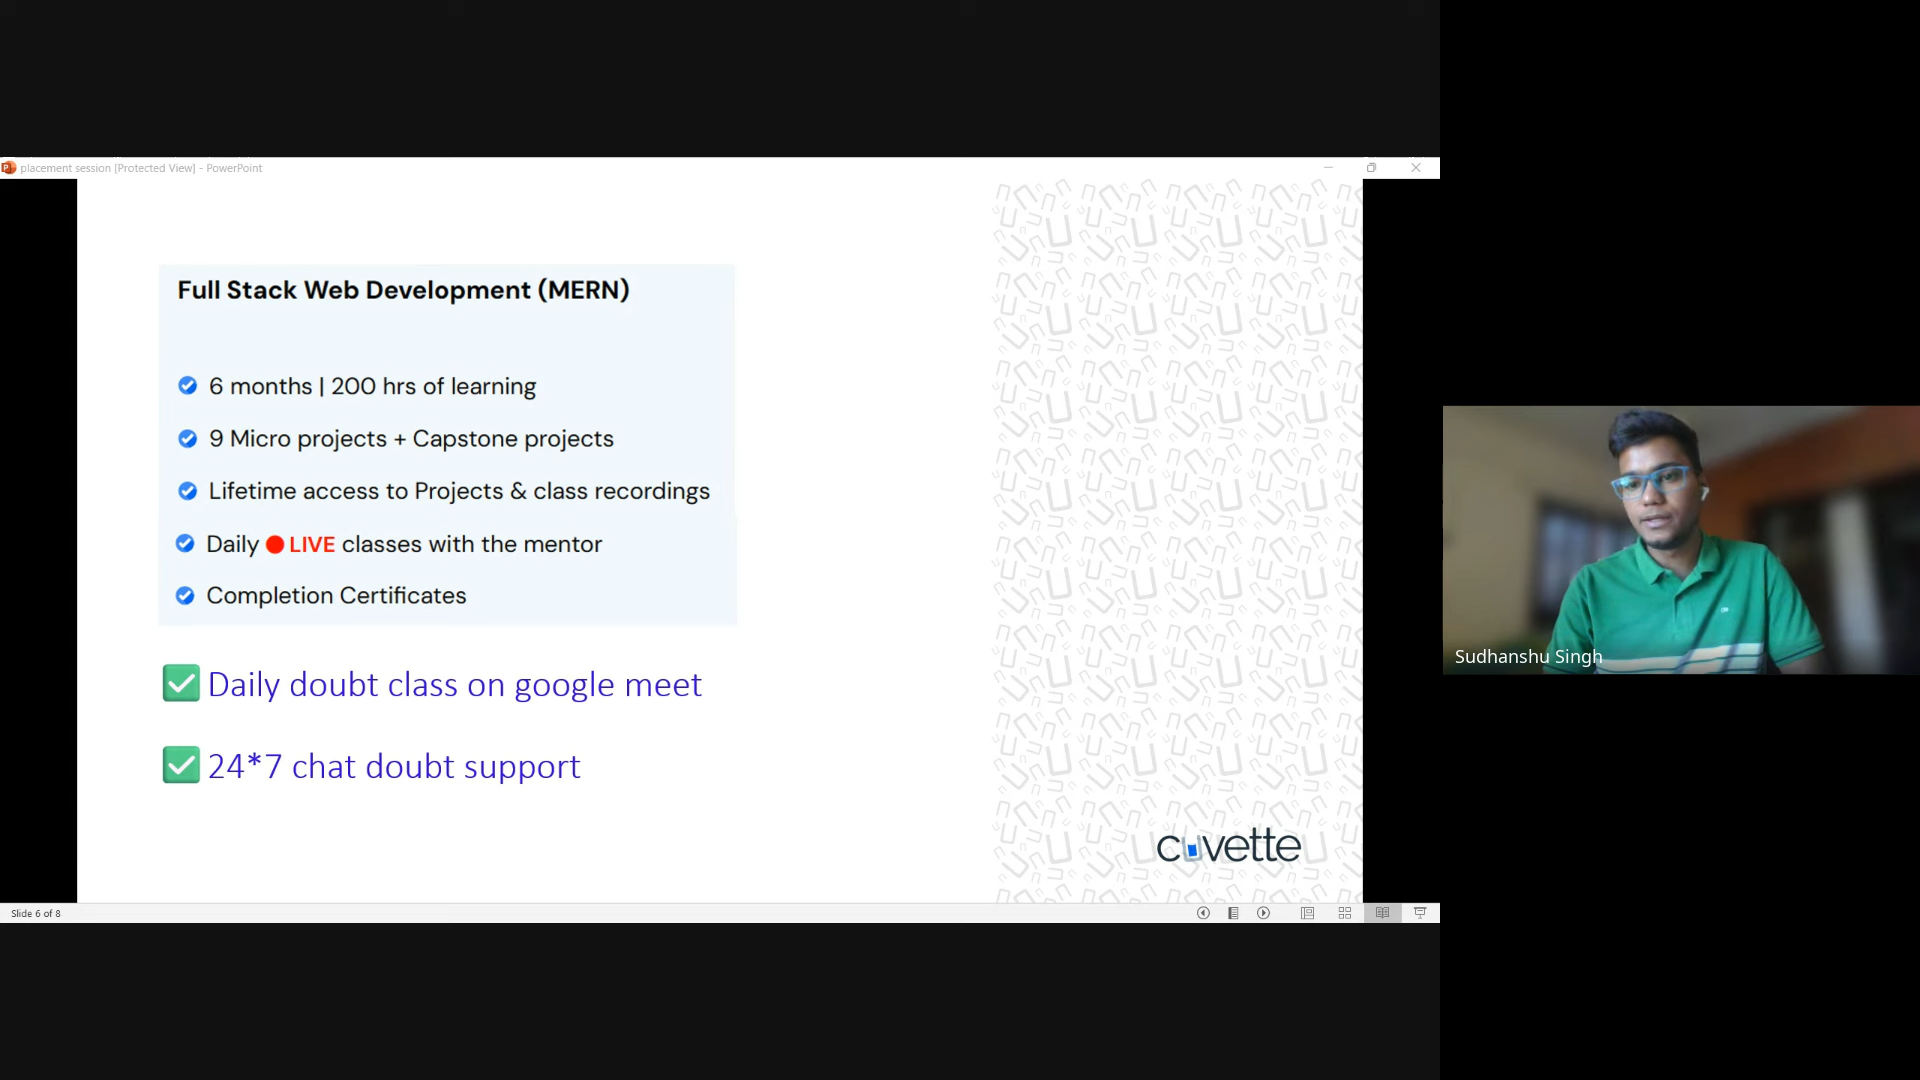 placement session [Protected View] - PowerPoint
Full Stack Web Development (MERN)
6 months | 200 hrs of learning
9 Micro projects + Capstone projects
Lifetime access to Projects & class recordings
Daily LIVE classes with the mentor
Completion Certificates
Daily doubt class on google meet
24*7 chat doubt support
cuvette
Slide 6 of 8
Sudhanshu Singh